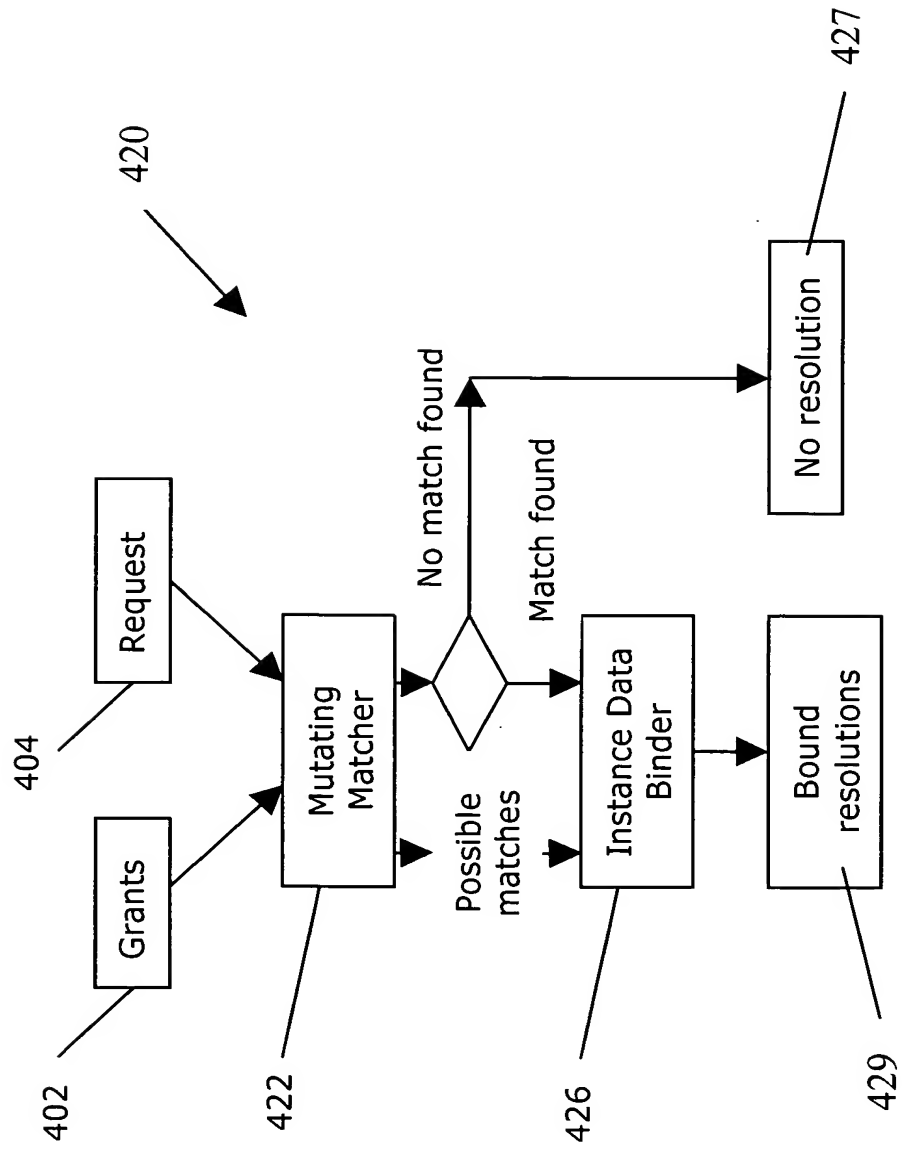 420
402
Grants
404
Request
422
Mutating
Matcher
Possible
matches
No match found
Match found
426
Instance Data
Binder
429
Bound
resolutions
No resolution
427